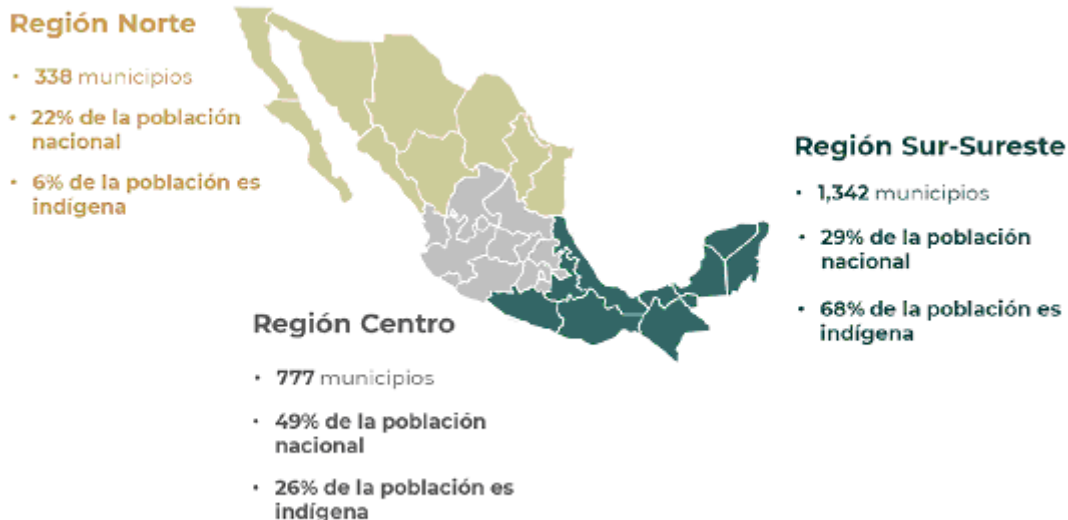 Región Norte
• 338 municipios
• 22% de la población
nacional
• 6% de la población es
indígena
Región Sur-Sureste
• 1,342 municipios
• 29% de la población
nacional
• 68% de la población es
indígena
Región Centro
• 777 municipios
• 49% de la población
nacional
• 26% de la población es
indígena